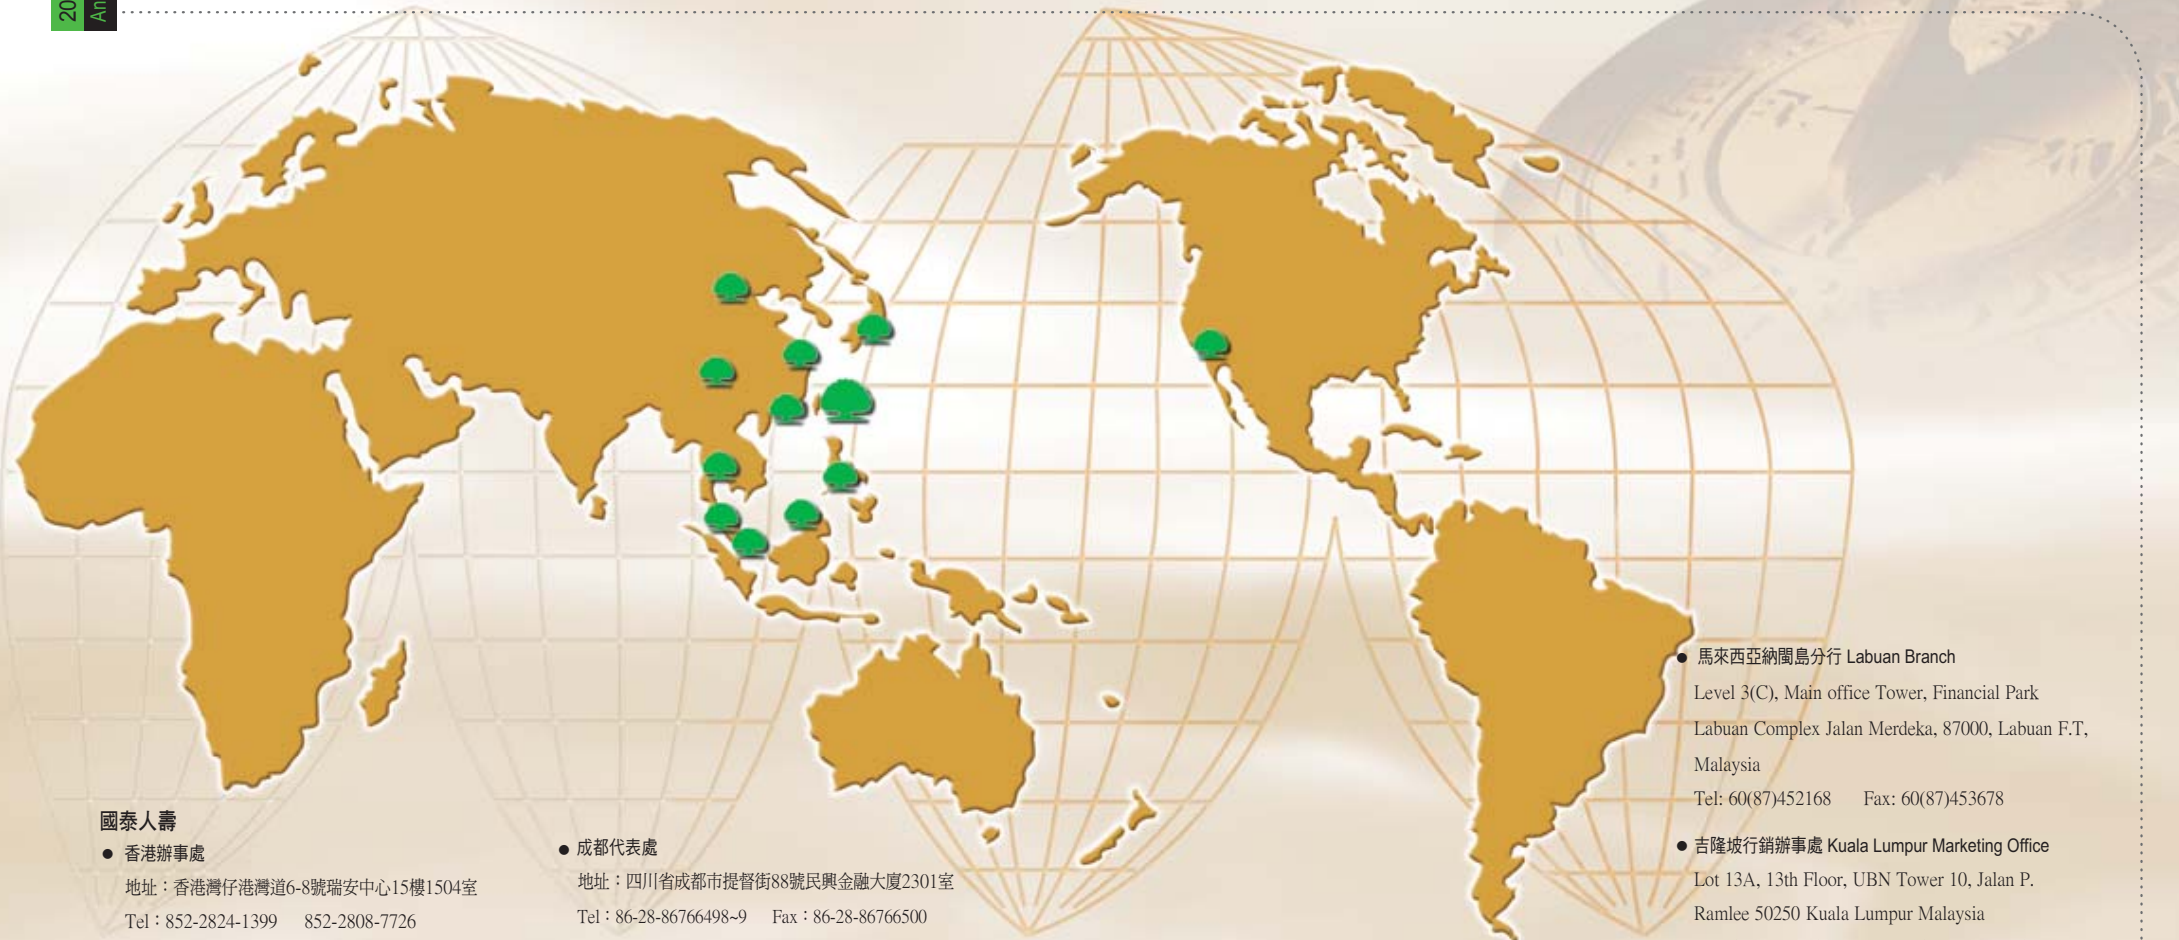 20
An
國泰人壽
● 香港辦事處
地址：香港灣仔港灣道6-8號瑞安中心15樓1504室
Tel：852-2824-1399 852-2808-7726
● 成都代表處
地址：四川省成都市提督街88號民興金融大廈2301室
Tel：86-28-86766498~9 Fax：86-28-86766500
● 馬來西亞納閩島分行 Labuan Branch
Level 3(C), Main office Tower, Financial Park
Labuan Complex Jalan Merdeka, 87000, Labuan F.T,
Malaysia
Tel: 60(87)452168 Fax: 60(87)453678
● 吉隆坡行銷辦事處 Kuala Lumpur Marketing Office
Lot 13A, 13th Floor, UBN Tower 10, Jalan P.
Ramlee 50250 Kuala Lumpur Malaysia